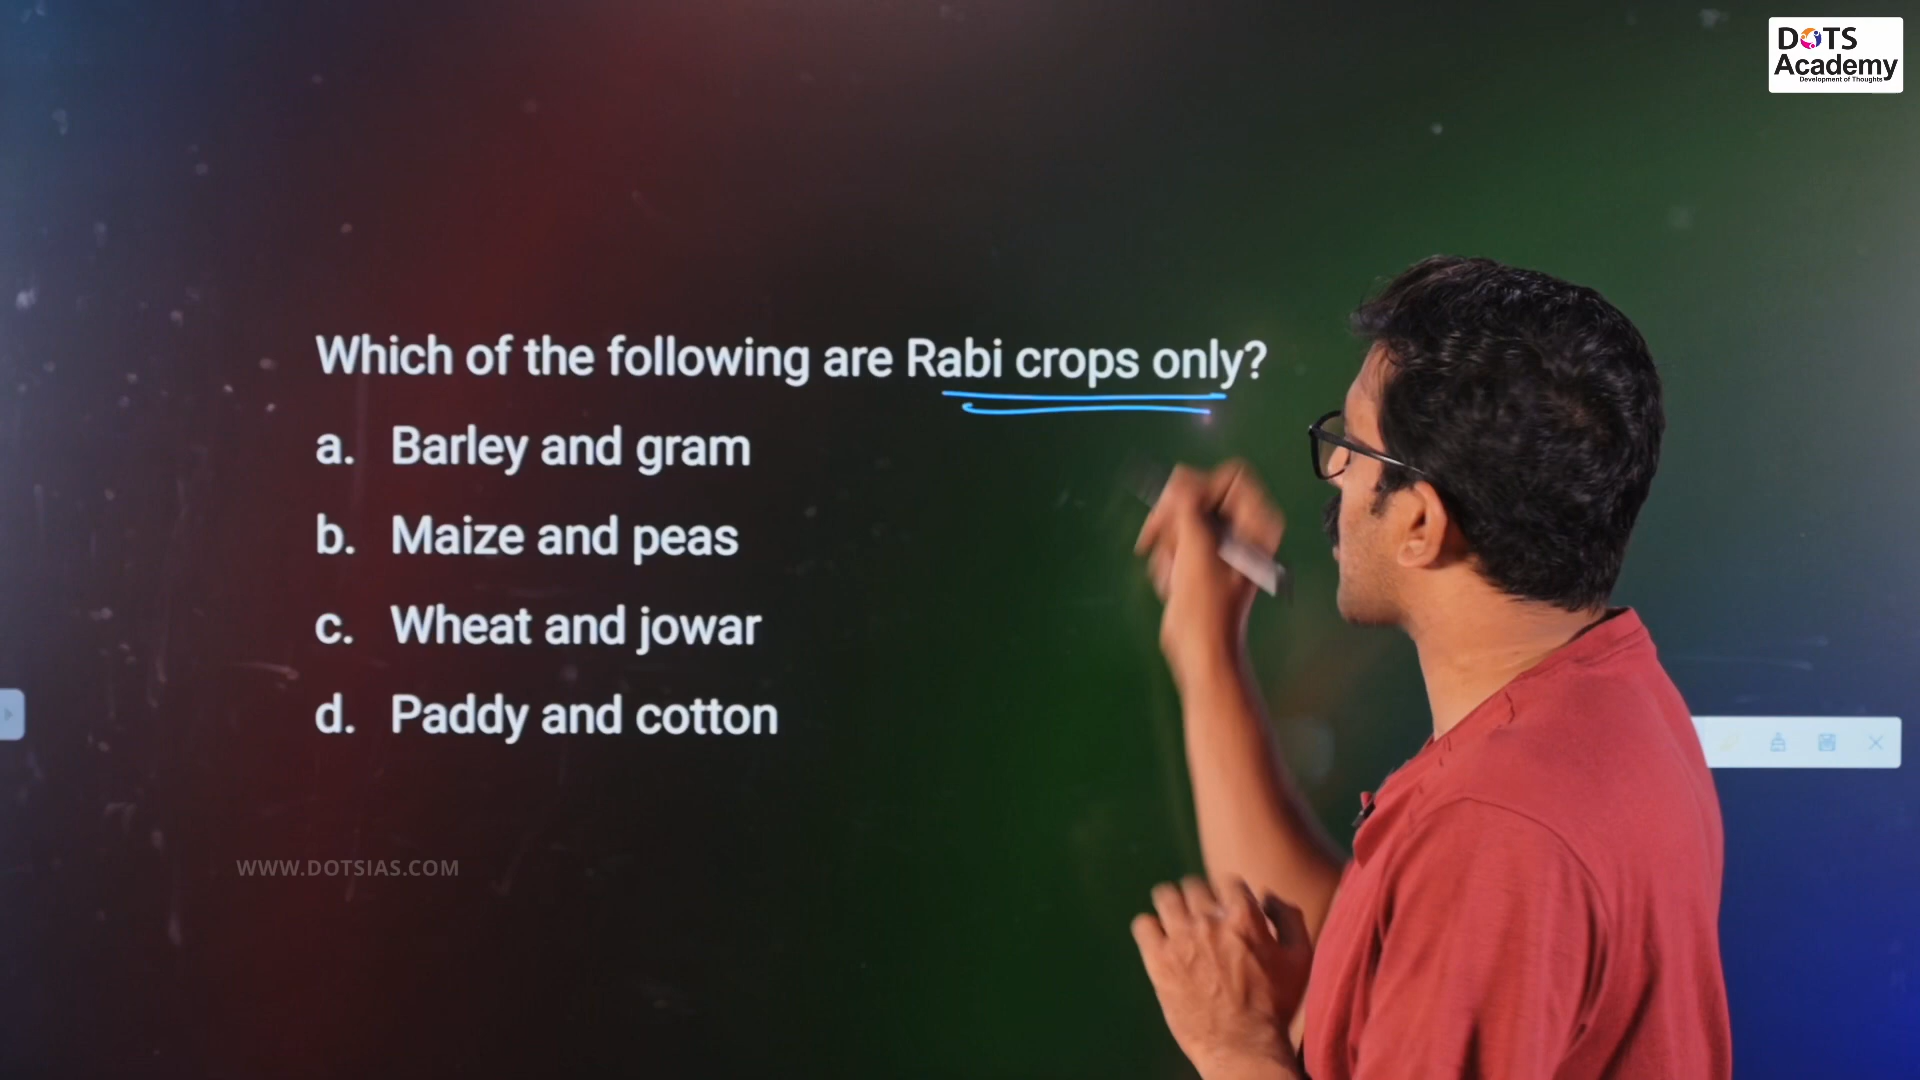 DOTS
Academy
Development of Thoughts
Which of the following are Rabi crops only?
a. Barley and gram
b. Maize and peas
c. Wheat and jowar
d. Paddy and cotton
WWW.DOTSIAS.COM